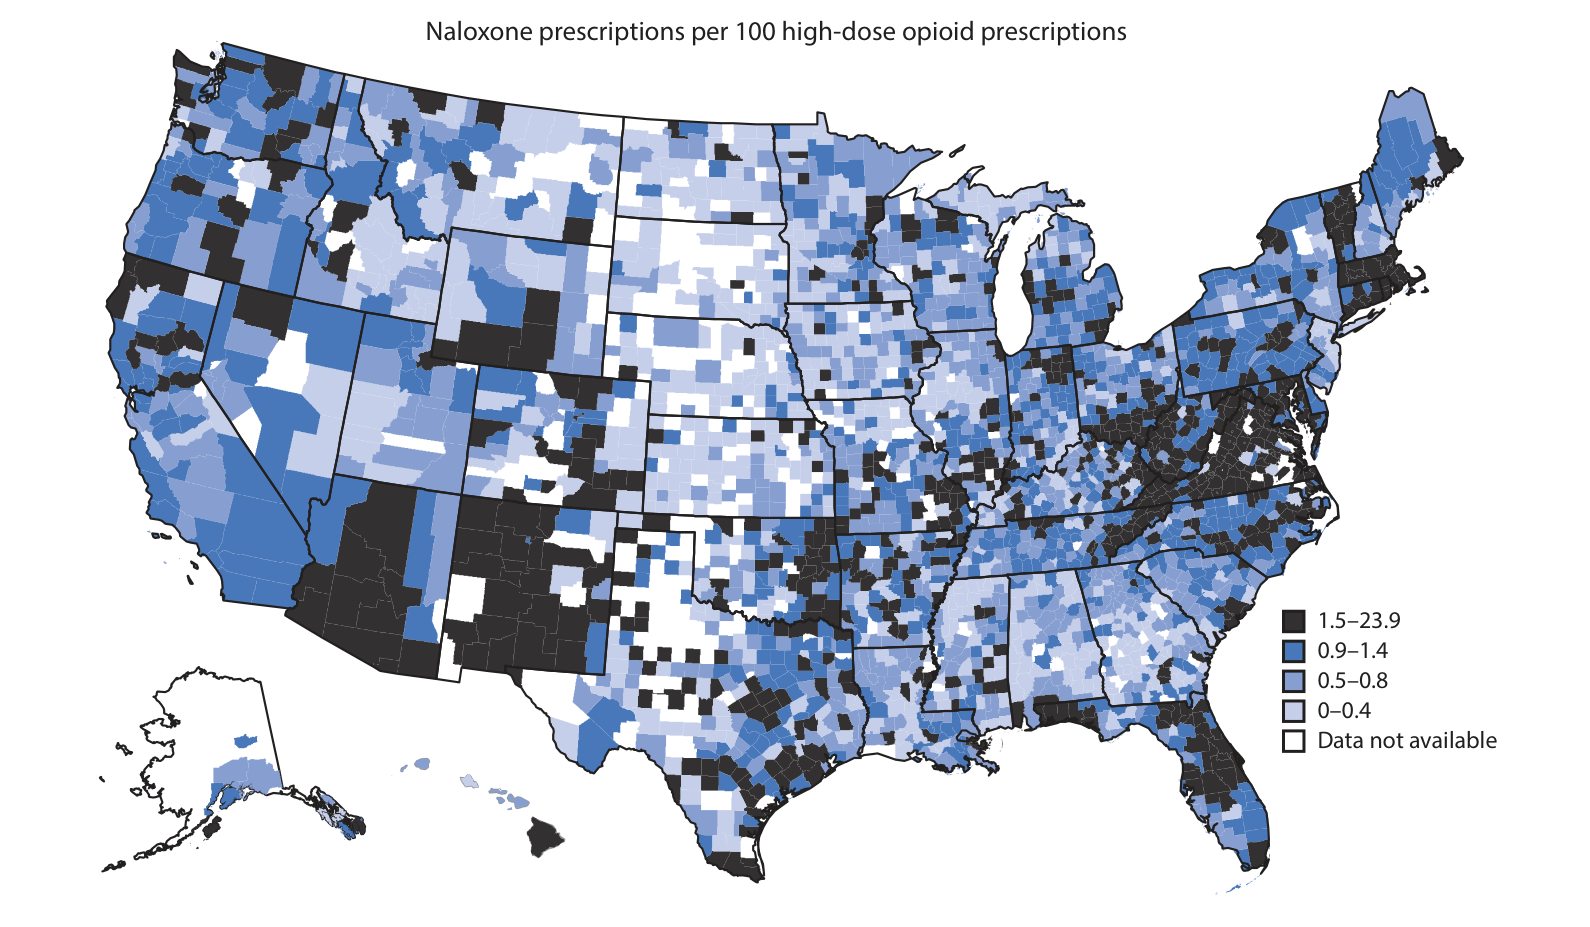 Naloxone prescriptions per 100 high-dose opioid prescriptions
1.5–23.9
0.9–1.4
0.5–0.8
0–0.4
Data not available